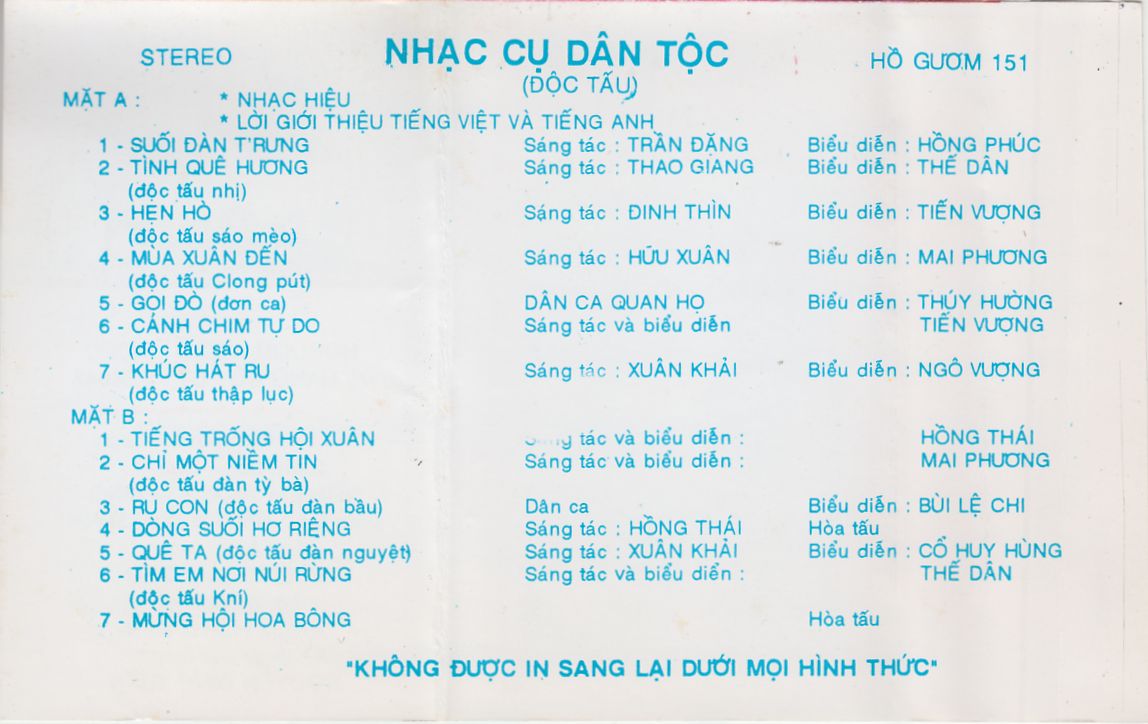 STEREO NHẠC CỤ DÂN TỘC HỒ GƯƠM 151
(ĐỘC TẤU)
MẶT A : * NHẠC HIỆU
* LỜI GIỚI THIỆU TIẾNG VIỆT VÀ TIẾNG ANH
1 - SUỐI ĐÀN T'RƯNG Sáng tác : TRẦN ĐẶNG Biểu diễn : HỒNG PHÚC
2 - TÌNH QUÊ HƯƠNG Sáng tác : THAO GIANG Biểu diễn : THẾ DÂN
(độc tấu nhị)
3 - HẸN HÒ Sáng tác : ĐINH THÌN Biểu diễn : TIẾN VƯỢNG
(độc tấu sáo mèo)
4 - MÙA XUÂN ĐẾN Sáng tác : HỮU XUÂN Biểu diễn : MAI PHƯƠNG
(độc tấu Clong pút)
5 - GỌI ĐÒ (đơn ca) DÂN CA QUAN HỌ Biểu diễn : THÚY HƯỜNG
6 - CÁNH CHIM TỰ DO Sáng tác và biểu diễn TIẾN VƯỢNG
(độc tấu sáo)
7 - KHÚC HÁT RU Sáng tác : XUÂN KHẢI Biểu diễn : NGÔ VƯỢNG
(độc tấu thập lục)
MẶT B :
1 - TIẾNG TRỐNG HỘI XUÂN Sáng tác và biểu diễn : HỒNG THÁI
2 - CHỈ MỘT NIỀM TIN Sáng tác và biểu diễn : MAI PHƯƠNG
(độc tấu đàn tỳ bà)
3 - RU CON (độc tấu đàn bầu) Dân ca Biểu diễn : BÙI LỆ CHI
4 - DÒNG SUỐI HƠ RIÊNG Sáng tác : HỒNG THÁI Hòa tấu
5 - QUÊ TA (độc tấu đàn nguyệt) Sáng tác : XUÂN KHẢI Biểu diễn : CỔ HUY HÙNG
6 - TÌM EM NƠI NÚI RỪNG Sáng tác và biểu diển : THẾ DÂN
(độc tấu Kní)
7 - MỪNG HỘI HOA BÔNG Hòa tấu
"KHÔNG ĐƯỢC IN SANG LẠI DƯỚI MỌI HÌNH THỨC"